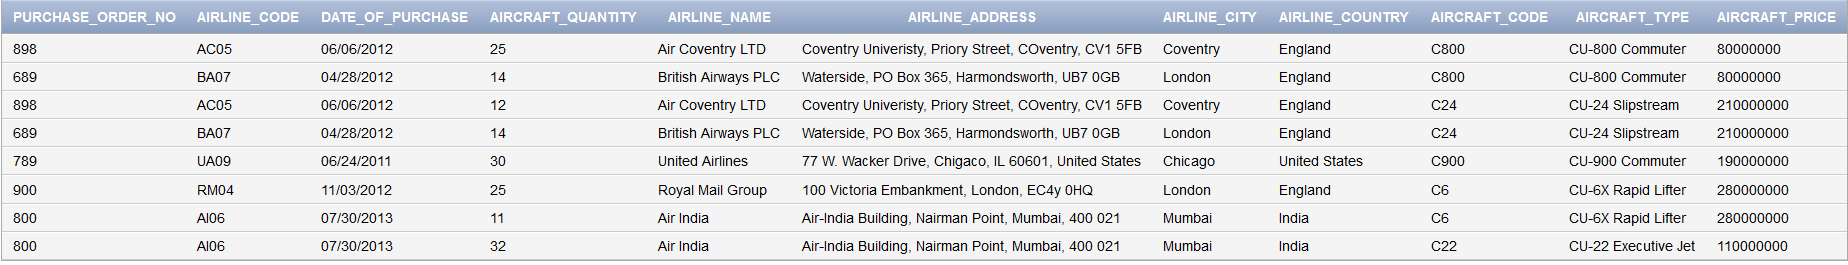 PURCHASE_ORDER_NO AIRLINE_CODE DATE_OF_PURCHASE AIRCRAFT_QUANTITY AIRLINE_NAME AIRLINE_ADDRESS AIRLINE_CITY AIRLINE_COUNTRY AIRCRAFT_CODE AIRCRAFT_TYPE AIRCRAFT_PRICE
898 AC05 06/06/2012 25 Air Coventry LTD Coventry Univeristy, Priory Street, COventry, CV1 5FB Coventry England C800 CU-800 Commuter 80000000
689 BA07 04/28/2012 14 British Airways PLC Waterside, PO Box 365, Harmondsworth, UB7 0GB London England C800 CU-800 Commuter 80000000
898 AC05 06/06/2012 12 Air Coventry LTD Coventry Univeristy, Priory Street, COventry, CV1 5FB Coventry England C24 CU-24 Slipstream 210000000
689 BA07 04/28/2012 14 British Airways PLC Waterside, PO Box 365, Harmondsworth, UB7 0GB London England C24 CU-24 Slipstream 210000000
789 UA09 06/24/2011 30 United Airlines 77 W. Wacker Drive, Chigaco, IL 60601, United States Chicago United States C900 CU-900 Commuter 190000000
900 RM04 11/03/2012 25 Royal Mail Group 100 Victoria Embankment, London, EC4y 0HQ London England C6 CU-6X Rapid Lifter 280000000
800 AI06 07/30/2013 11 Air India Air-India Building, Nairman Point, Mumbai, 400 021 Mumbai India C6 CU-6X Rapid Lifter 280000000
800 AI06 07/30/2013 32 Air India Air-India Building, Nairman Point, Mumbai, 400 021 Mumbai India C22 CU-22 Executive Jet 110000000